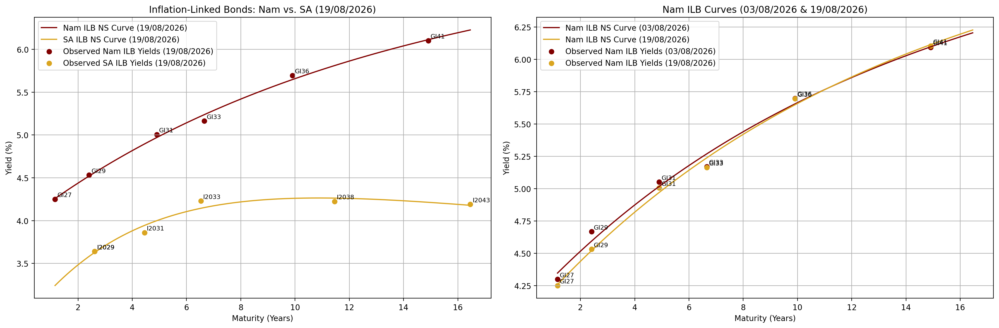 Inflation-Linked Bonds: Nam vs. SA (19/08/2026)
Nam ILB NS Curve (19/08/2026)
SA ILB NS Curve (19/08/2026)
Observed Nam ILB Yields (19/08/2026)
Observed SA ILB Yields (19/08/2026)
Yield (%)
6.0
5.5
5.0
4.5
4.0
3.5
GI27
GI29
GI31
GI33
GI36
GI41
I2029
I2031
I2033
I2038
I2043
2
4
6
8
10
12
14
16
Maturity (Years)
Nam ILB Curves (03/08/2026 & 19/08/2026)
Nam ILB NS Curve (03/08/2026)
Nam ILB NS Curve (19/08/2026)
Observed Nam ILB Yields (03/08/2026)
Observed Nam ILB Yields (19/08/2026)
Yield (%)
6.25
6.00
5.75
5.50
5.25
5.00
4.75
4.50
4.25
GI27
GI27
GI29
GI29
GI31
GI31
GI33
GI33
GI36
GI36
GI41
GI41
2
4
6
8
10
12
14
16
Maturity (Years)